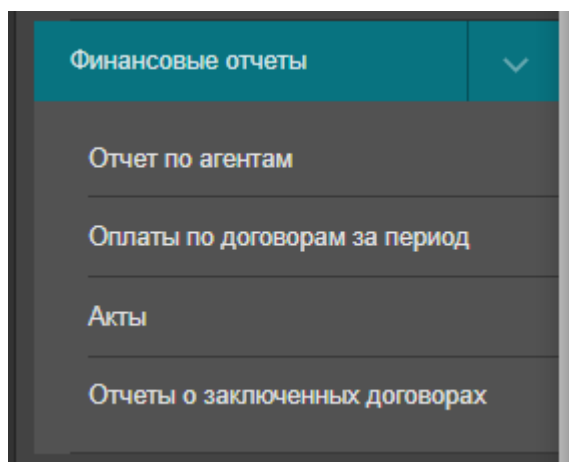 Финансовые отчеты
Отчет по агентам
Оплаты по договорам за период
Акты
Отчеты о заключенных договорах